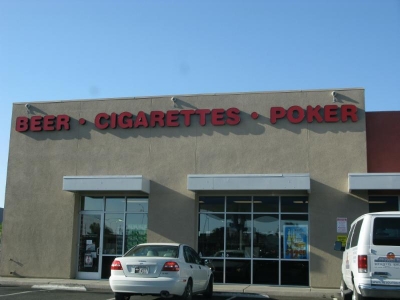 BEER • CIGARETTES • POKER